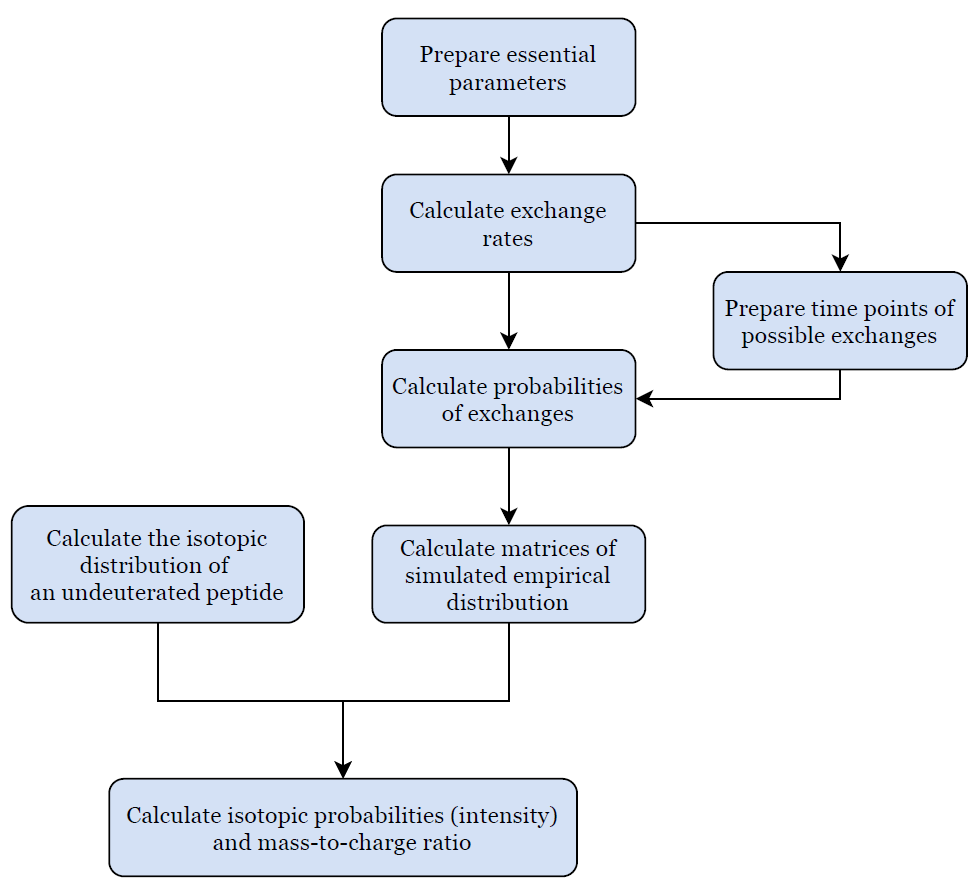 Prepare essential
parameters
Calculate exchange
rates
Prepare time points of
possible exchanges
Calculate probabilities
of exchanges
Calculate the isotopic
distribution of
an undeuterated peptide
Calculate matrices of
simulated empirical
distribution
Calculate isotopic probabilities (intensity)
and mass-to-charge ratio